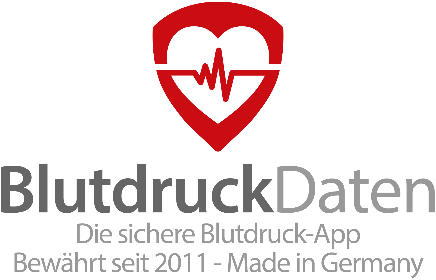 BlutdruckDaten
Die sichere Blutdruck-App
Bewährt seit 2011 - Made in Germany